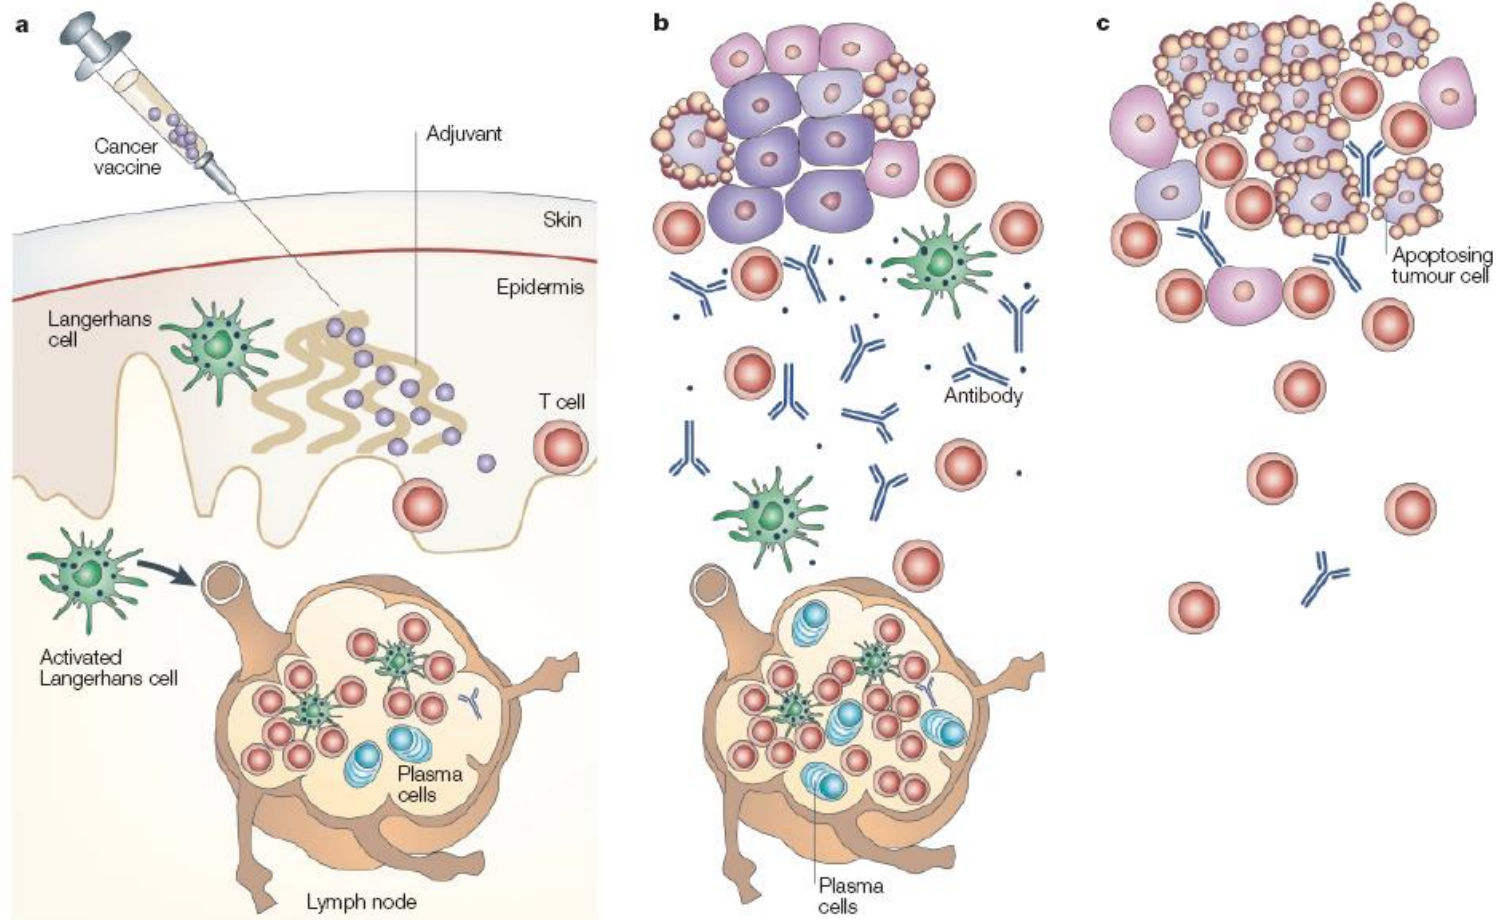 a
Cancer
vaccine
Adjuvant
Skin
Epidermis
Langerhans
cell
T cell
Activated
Langerhans cell
Plasma
cells
Lymph node
b
Antibody
Plasma
cells
c
Apoptosing
tumour cell